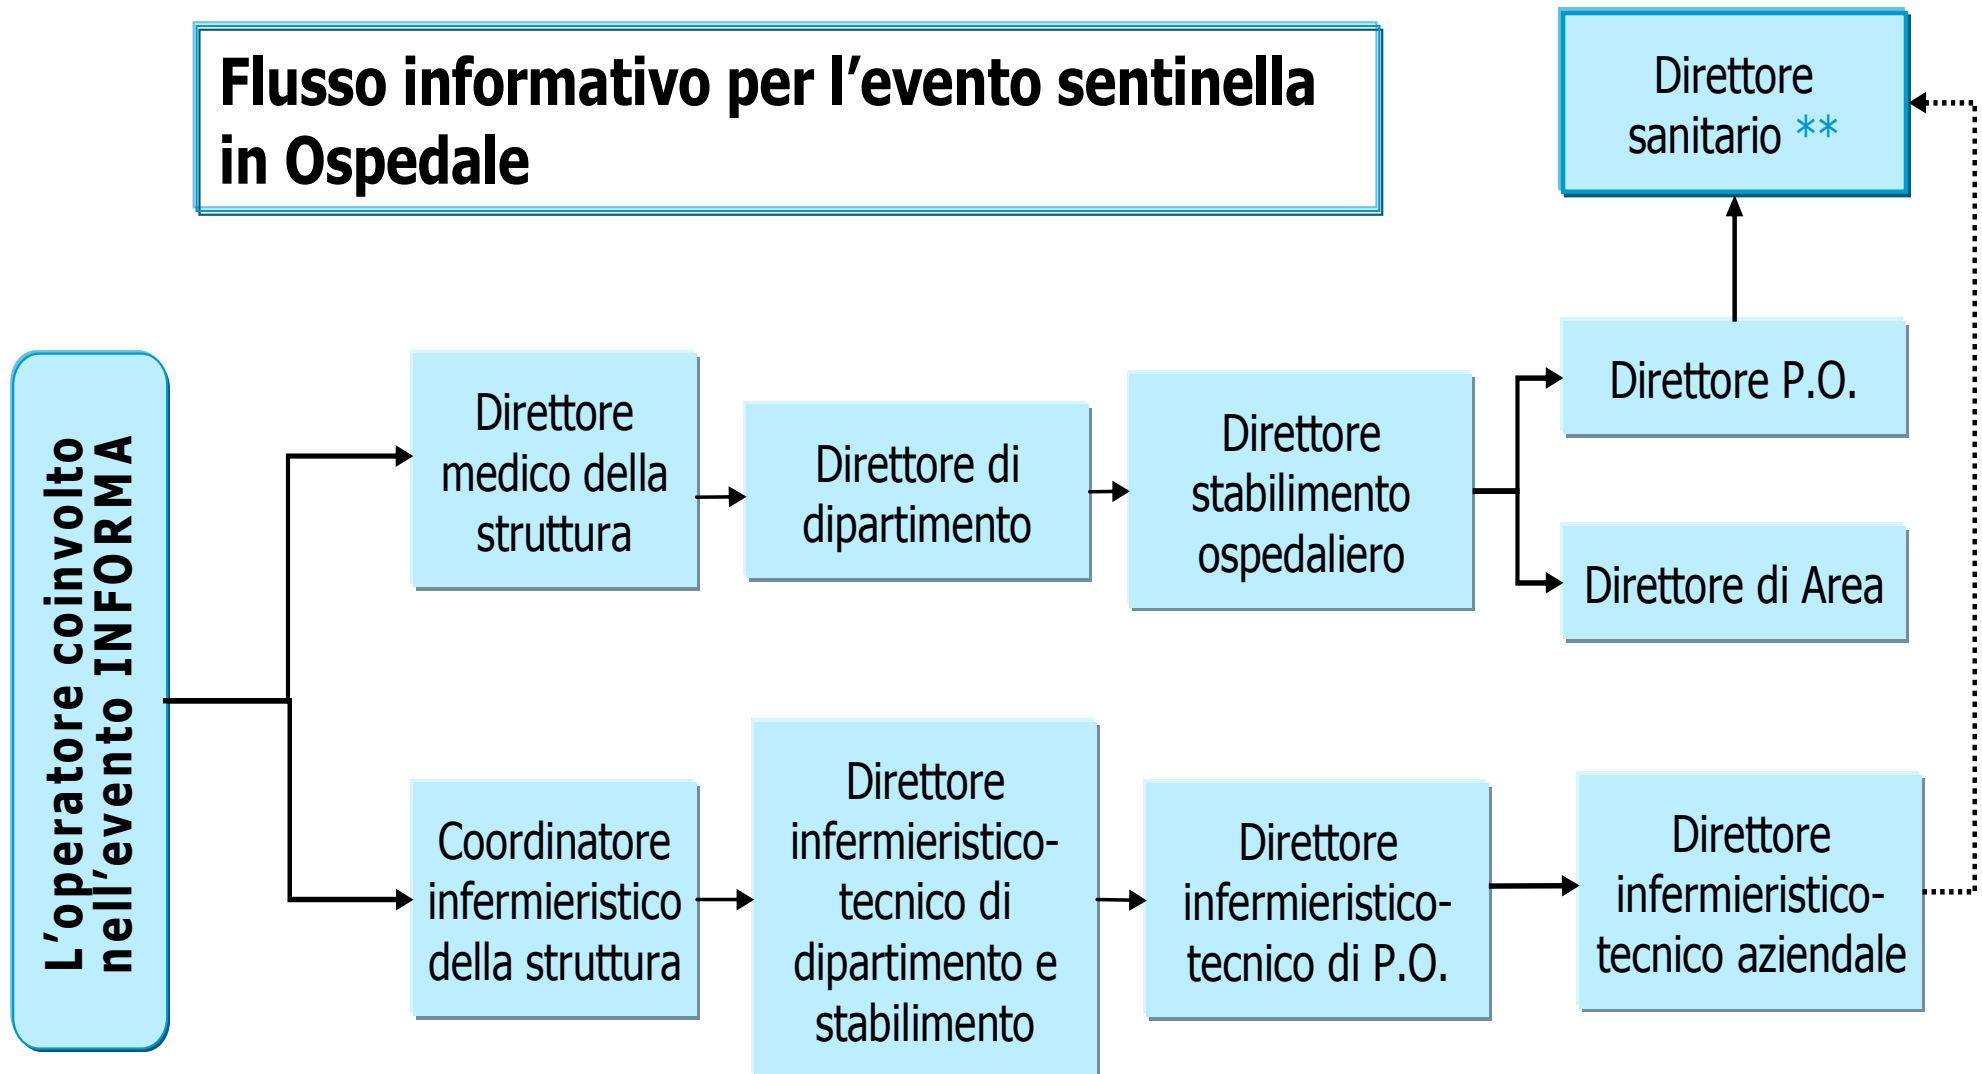 Flusso informativo per l’evento sentinella
in Ospedale
Direttore
sanitario **
L’operatore coinvolto
nell’evento INFORMA
Direttore
medico della
struttura
Direttore di
dipartimento
Direttore
stabilimento
ospedaliero
Direttore P.O.
Direttore di Area
Coordinatore
infermieristico
della struttura
Direttore
infermieristico-
tecnico di
dipartimento e
stabilimento
Direttore
infermieristico-
tecnico di P.O.
Direttore
infermieristico-
tecnico aziendale